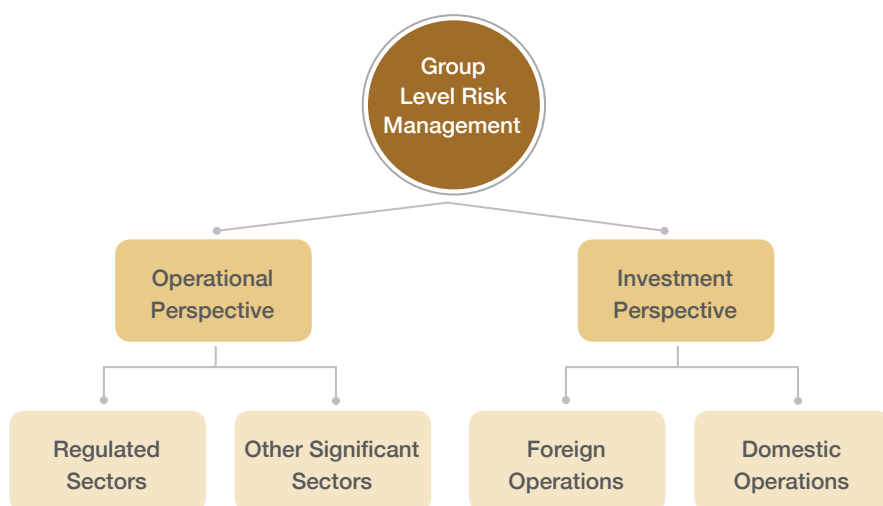 Group
Level Risk
Management
Operational
Perspective
Investment
Perspective
Regulated
Sectors
Other Significant
Sectors
Foreign
Operations
Domestic
Operations